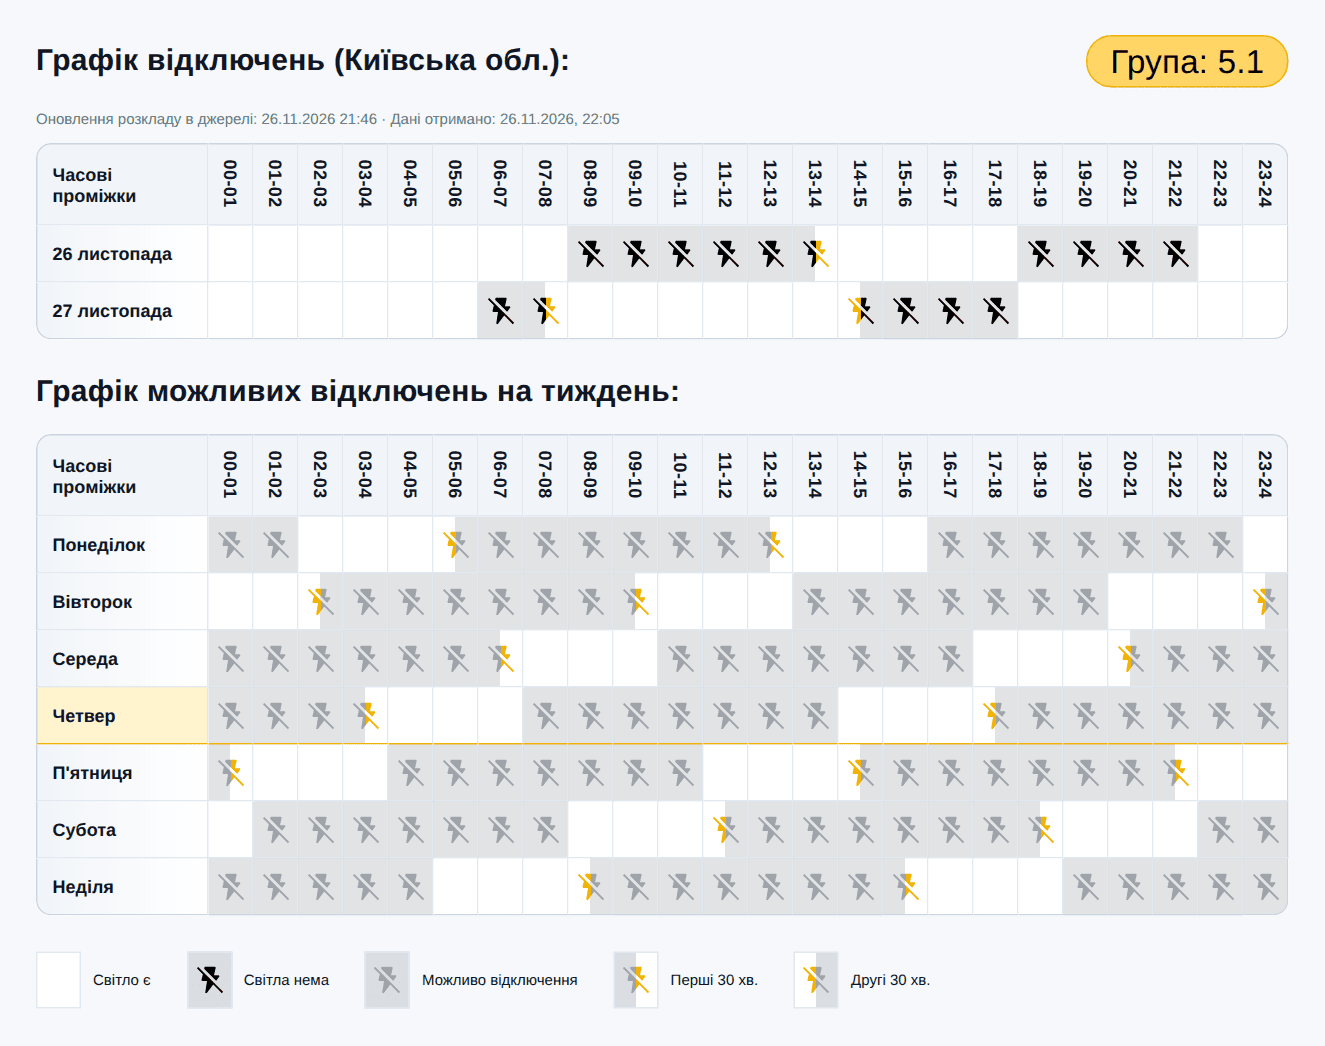 Графік відключень (Київська обл.):
Група: 5.1
Оновлення розкладу в джерелі: 26.11.2026 21:46 · Дані отримано: 26.11.2026, 22:05
Часові проміжки 00-01 01-02 02-03 03-04 04-05 05-06 06-07 07-08 08-09 09-10 10-11 11-12 12-13 13-14 14-15 15-16 16-17 17-18 18-19 19-20 20-21 21-22 22-23 23-24
26 листопада
27 листопада
Графік можливих відключень на тиждень:
Часові проміжки 00-01 01-02 02-03 03-04 04-05 05-06 06-07 07-08 08-09 09-10 10-11 11-12 12-13 13-14 14-15 15-16 16-17 17-18 18-19 19-20 20-21 21-22 22-23 23-24
Понеділок
Вівторок
Середа
Четвер
П'ятниця
Субота
Неділя
Світло є Світла нема Можливо відключення Перші 30 хв. Другі 30 хв.